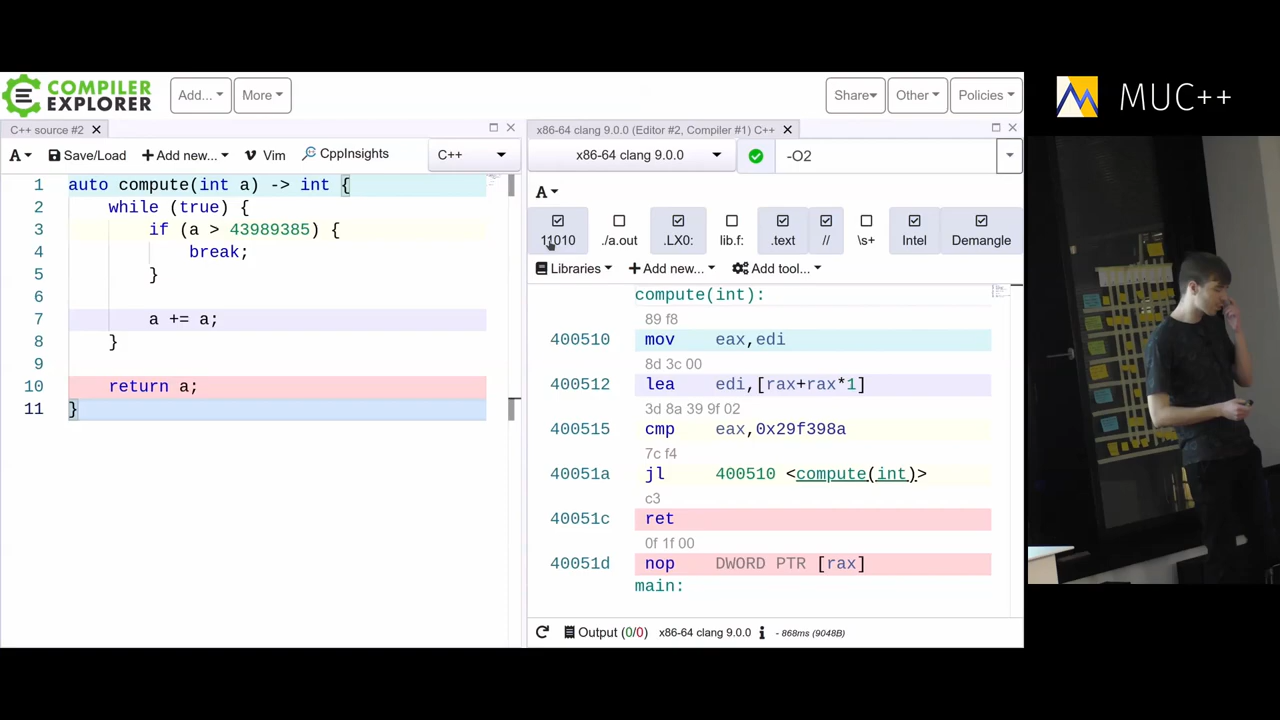 COMPILER
EXPLORER
Add...
More
Share
Other
Policies
MUC++
C++ source #2
x86-64 clang 9.0.0 (Editor #2, Compiler #1) C++
A
Save/Load
Add new...
Vim
CppInsights
C++
x86-64 clang 9.0.0
-O2
A
11010
./a.out
.LX0:
lib.f:
.text
//
\s+
Intel
Demangle
Libraries
Add new...
Add tool...
1 auto compute(int a) -> int {
2 while (true) {
3 if (a > 43989385) {
4 break;
5 }
6
7 a += a;
8 }
9
10 return a;
11 }
compute(int):
89 f8
400510 mov eax,edi
8d 3c 00
400512 lea edi,[rax+rax*1]
3d 8a 39 9f 02
400515 cmp eax,0x29f398a
7c f4
40051a jl 400510 <compute(int)>
c3
40051c ret
0f 1f 00
40051d nop DWORD PTR [rax]
main:
Output (0/0) x86-64 clang 9.0.0 i - 868ms (9048B)